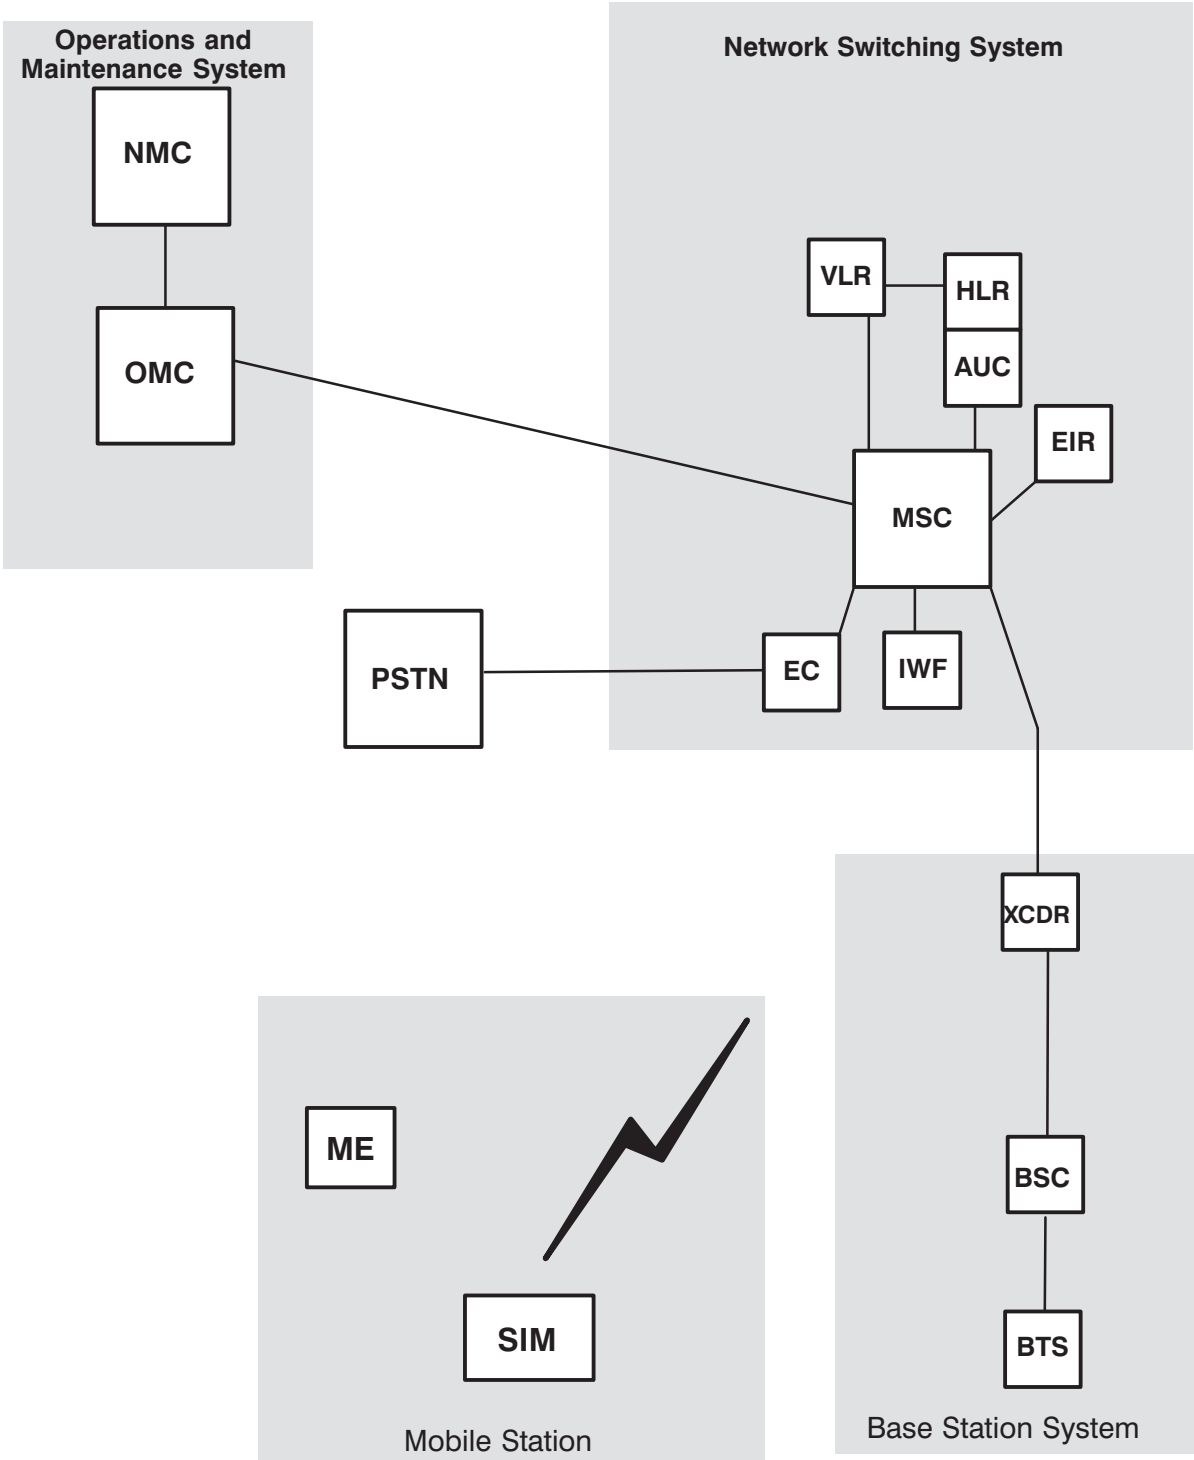 Operations and
Maintenance System
NMC
OMC
Network Switching System
VLR
HLR
AUC
EIR
MSC
EC
IWF
PSTN
XCDR
BSC
BTS
Base Station System
ME
SIM
Mobile Station